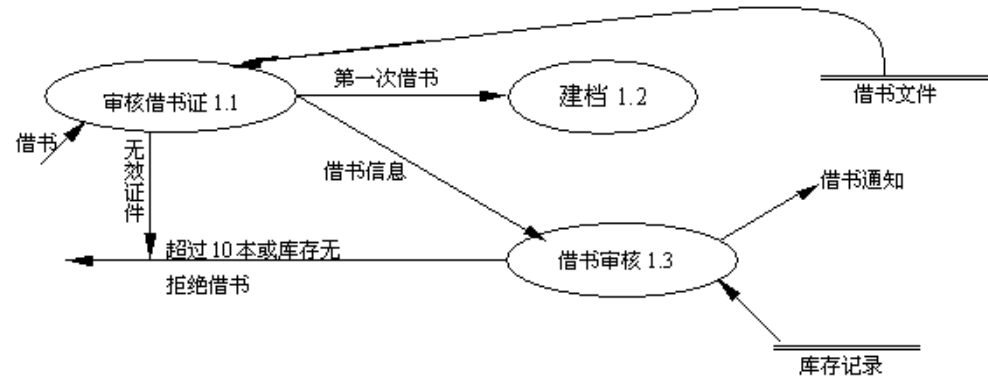 第一次借书
审核借书证 1.1
建档 1.2
借书文件
借书
无效证件
借书信息
借书通知
超过 10 本或库存无
借书审核 1.3
拒绝借书
库存记录